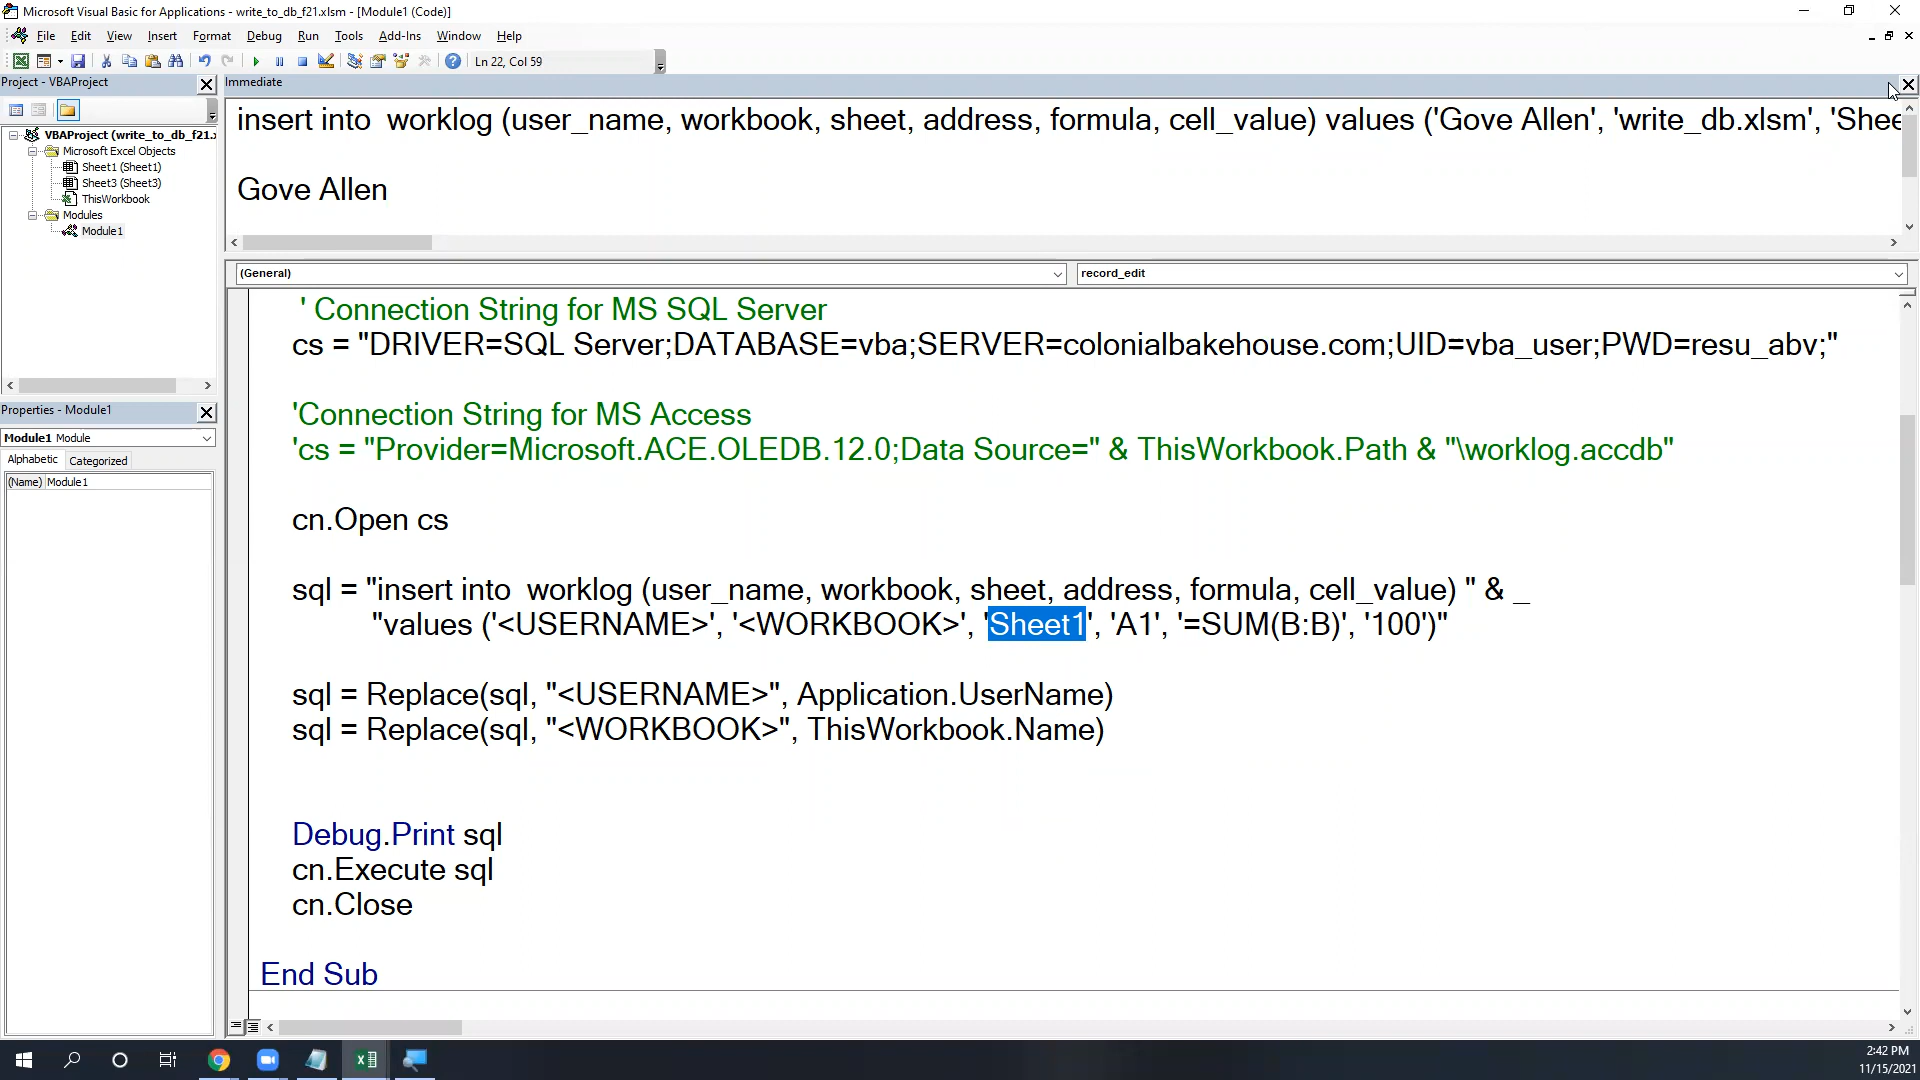 Microsoft Visual Basic for Applications - write_to_db_f21.xlsm - [Module1 (Code)]
File Edit View Insert Format Debug Run Tools Add-Ins Window Help
Ln 22, Col 59
Project - VBAProject
VBAProject (write_to_db_f21.x
Microsoft Excel Objects
Sheet1 (Sheet1)
Sheet3 (Sheet3)
ThisWorkbook
Modules
Module1
Properties - Module1
Module1 Module
Alphabetic Categorized
(Name) Module1
Immediate
insert into  worklog (user_name, workbook, sheet, address, formula, cell_value) values ('Gove Allen', 'write_db.xlsm', 'Shee
Gove Allen
(General) record_edit
' Connection String for MS SQL Server
cs = "DRIVER=SQL Server;DATABASE=vba;SERVER=colonialbakehouse.com;UID=vba_user;PWD=resu_abv;"
'Connection String for MS Access
'cs = "Provider=Microsoft.ACE.OLEDB.12.0;Data Source=" & ThisWorkbook.Path & "\worklog.accdb"
cn.Open cs
sql = "insert into  worklog (user_name, workbook, sheet, address, formula, cell_value) " & _
"values ('<USERNAME>', '<WORKBOOK>', 'Sheet1', 'A1', '=SUM(B:B)', '100')"
sql = Replace(sql, "<USERNAME>", Application.UserName)
sql = Replace(sql, "<WORKBOOK>", ThisWorkbook.Name)
Debug.Print sql
cn.Execute sql
cn.Close
End Sub
2:42 PM
11/15/2021